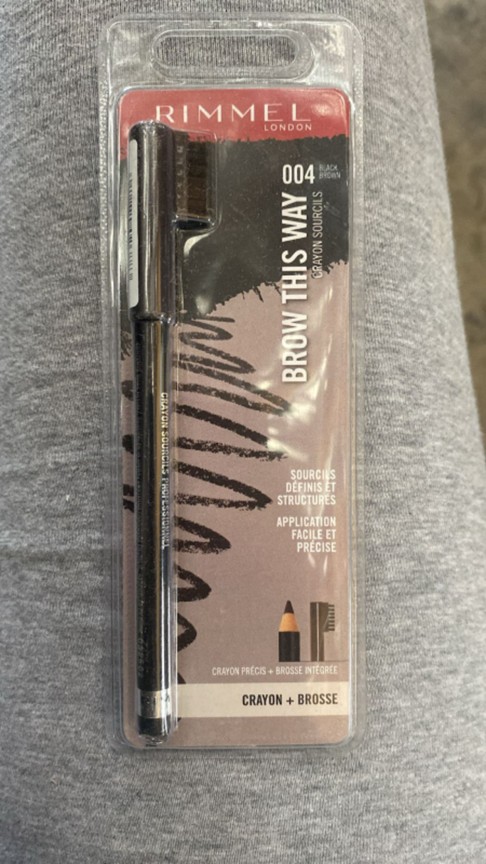 RIMMEL
LONDON
004 BLACK
BROWN
BROW THIS WAY
CRAYON SOURCILS
CRAYON SOURCILS PROFESSIONNEL
SOURCILS
DÉFINIS ET
STRUCTURÉS
APPLICATION
FACILE ET
PRÉCISE
CRAYON PRÉCIS + BROSSE INTÉGRÉE
CRAYON + BROSSE